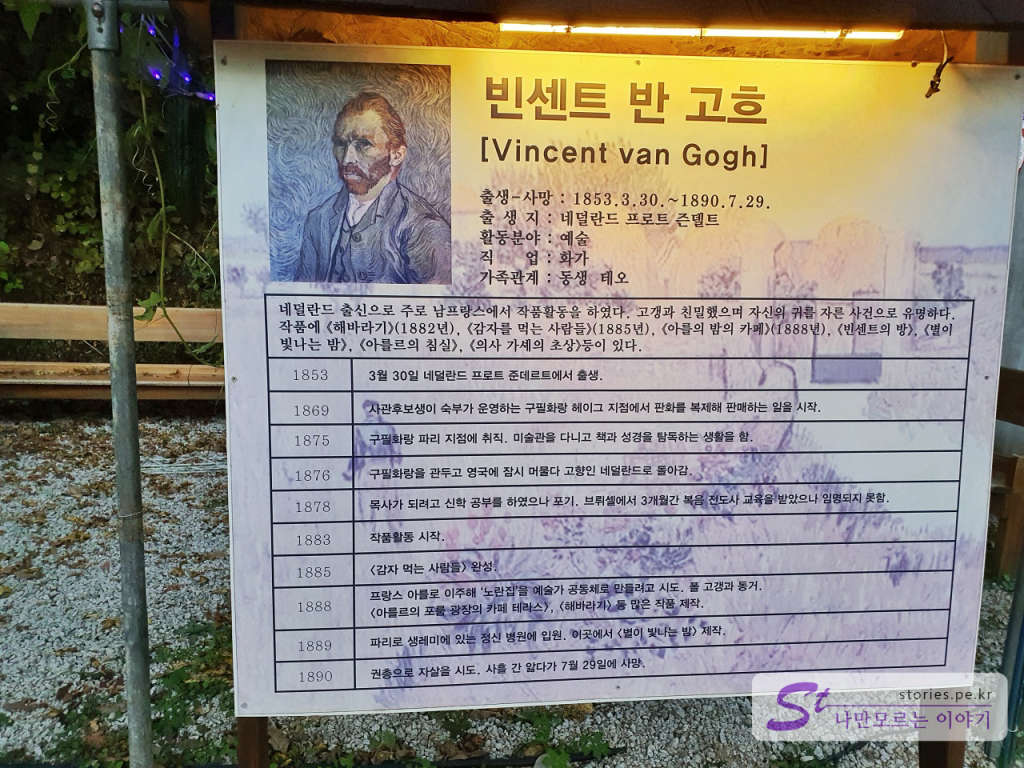 빈센트 반 고흐
[Vincent van Gogh]
출생-사망 : 1853.3.30.~1890.7.29.
출 생 지 : 네덜란드 프로트 즌델트
활동분야 : 예술
직 업 : 화가
가족관계 : 동생 테오
네덜란드 출신으로 주로 남프랑스에서 작품활동을 하였다. 고갱과 친밀했으며 자신의 귀를 자른 사건으로 유명하다.
작품에 《해바라기》(1882년), 《감자를 먹는 사람들》(1885년), 《아를의 밤의 카페》(1888년), 《빈센트의 방》, 《별이
빛나는 밤》, 《아를르의 침실》, 《의사 가셰의 초상》등이 있다.
1853 3월 30일 네덜란드 프로트 준데르트에서 출생.
1869 사관후보생이 숙부가 운영하는 구필화랑 헤이그 지점에서 판화를 복제해 판매하는 일을 시작.
1875 구필화랑 파리 지점에 취직. 미술관을 다니고 책과 성경을 탐독하는 생활을 함.
1876 구필화랑을 관두고 영국에 잠시 머물다 고향인 네덜란드로 돌아감.
1878 목사가 되려고 신학 공부를 하였으나 포기. 브뤼셀에서 3개월간 복음 전도사 교육을 받았으나 임명되지 못함.
1883 작품활동 시작.
1885 〈감자 먹는 사람들〉 완성.
1888 프랑스 아를로 이주해 '노란집'을 예술가 공동체로 만들려고 시도. 폴 고갱과 동거.
〈아를르의 포룸 광장의 카페 테라스〉, 〈해바라기〉 등 많은 작품 제작.
1889 파리로 생레미에 있는 정신 병원에 입원. 이곳에서 〈별이 빛나는 밤〉 제작.
1890 권총으로 자살을 시도. 사흘 간 앓다가 7월 29일에 사망.
St
stories.pe.kr
나만모르는 이야기